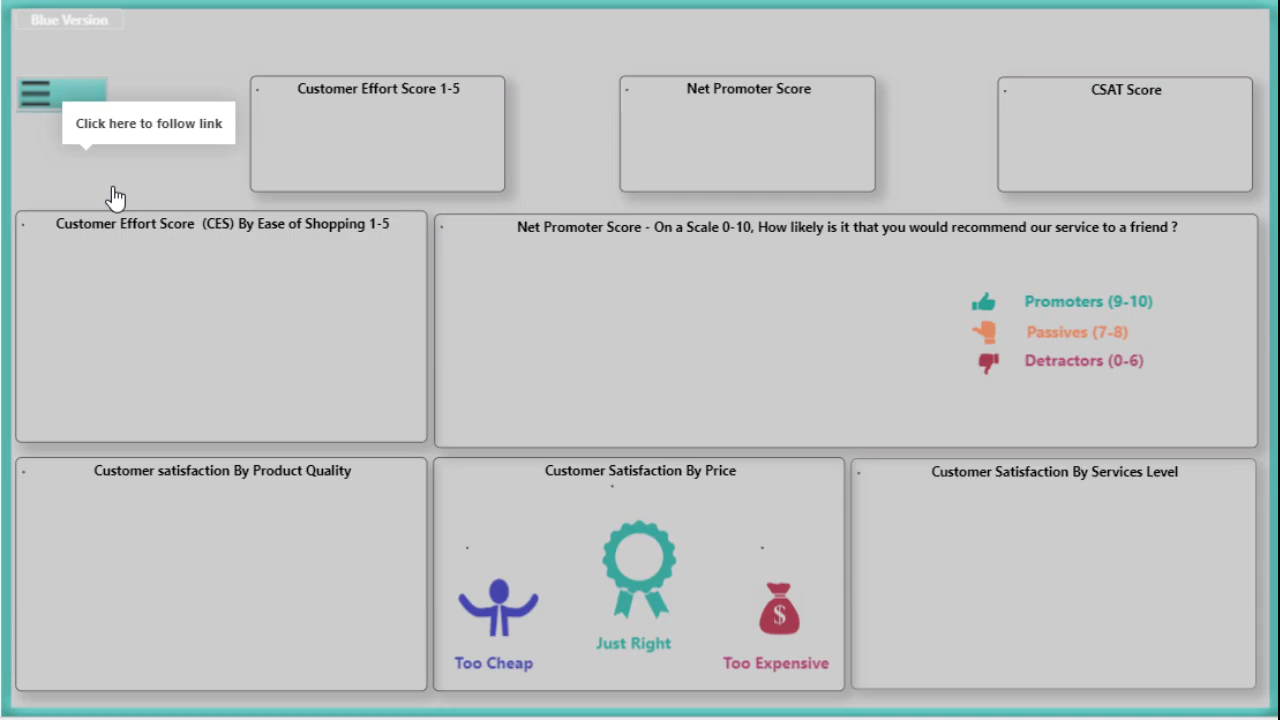 Blue Version
Click here to follow link
Customer Effort Score 1-5
Net Promoter Score
CSAT Score
Customer Effort Score (CES) By Ease of Shopping 1-5
Net Promoter Score - On a Scale 0-10, How likely is it that you would recommend our service to a friend ?
Promoters (9-10)
Passives (7-8)
Detractors (0-6)
Customer satisfaction By Product Quality
Customer Satisfaction By Price
Customer Satisfaction By Services Level
$
Just Right
Too Cheap
Too Expensive